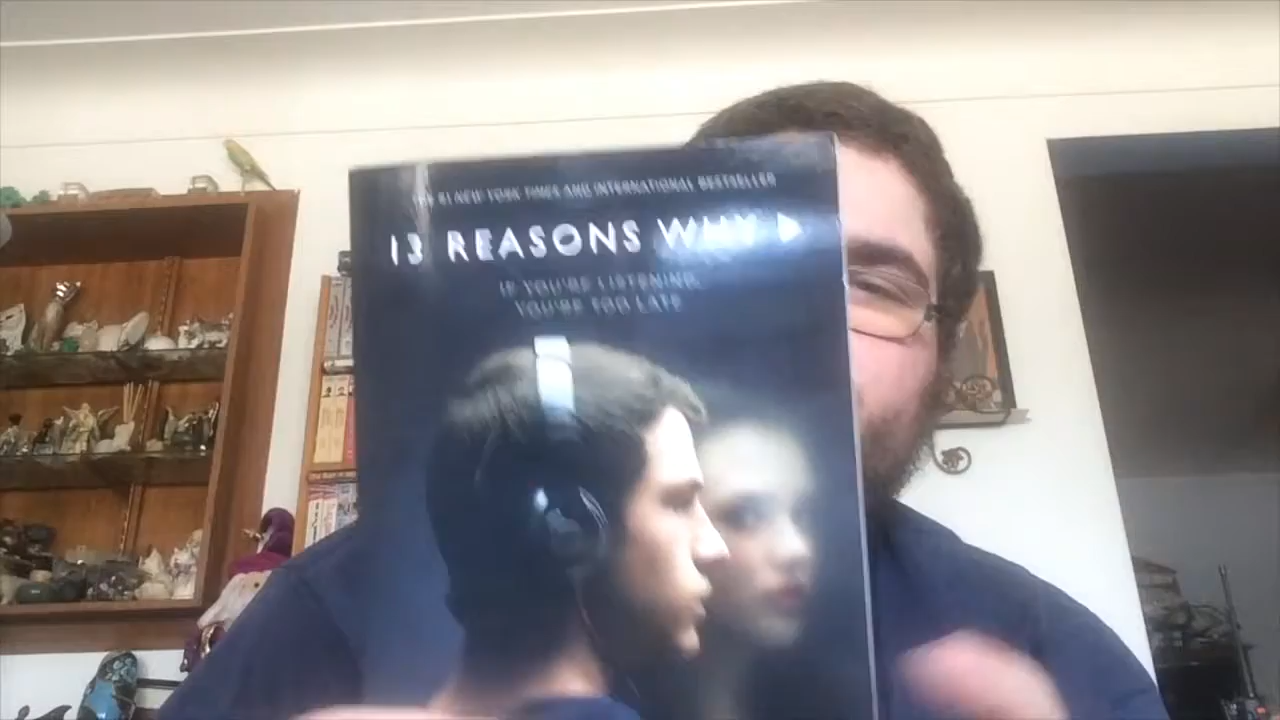 THE #1 NEW YORK TIMES AND INTERNATIONAL BESTSELLER
13 REASONS WHY
IF YOU'RE LISTENING,
YOU'RE TOO LATE